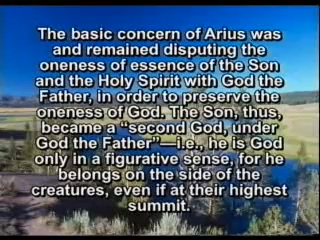 The basic concern of Arius was
and remained disputing the
oneness of essence of the Son
and the Holy Spirit with God the
Father, in order to preserve the
oneness of God. The Son, thus,
became a “second God, under
God the Father”—i.e., he is God
only in a figurative sense, for he
belongs on the side of the
creatures, even if at their highest
summit.